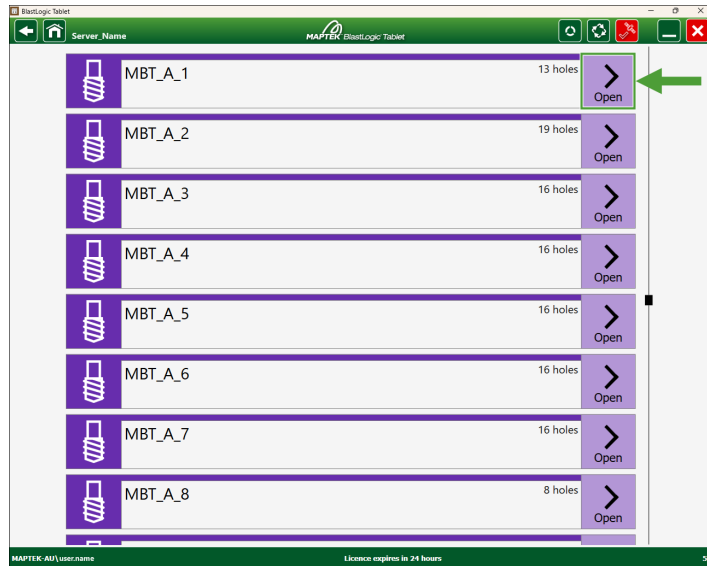 BlastLogic Tablet
Server_Name
MAPTEK BlastLogic Tablet
MBT_A_1
13 holes
Open
MBT_A_2
19 holes
Open
MBT_A_3
16 holes
Open
MBT_A_4
16 holes
Open
MBT_A_5
16 holes
Open
MBT_A_6
16 holes
Open
MBT_A_7
16 holes
Open
MBT_A_8
8 holes
Open
MAPTEK-AU\user.name
Licence expires in 24 hours